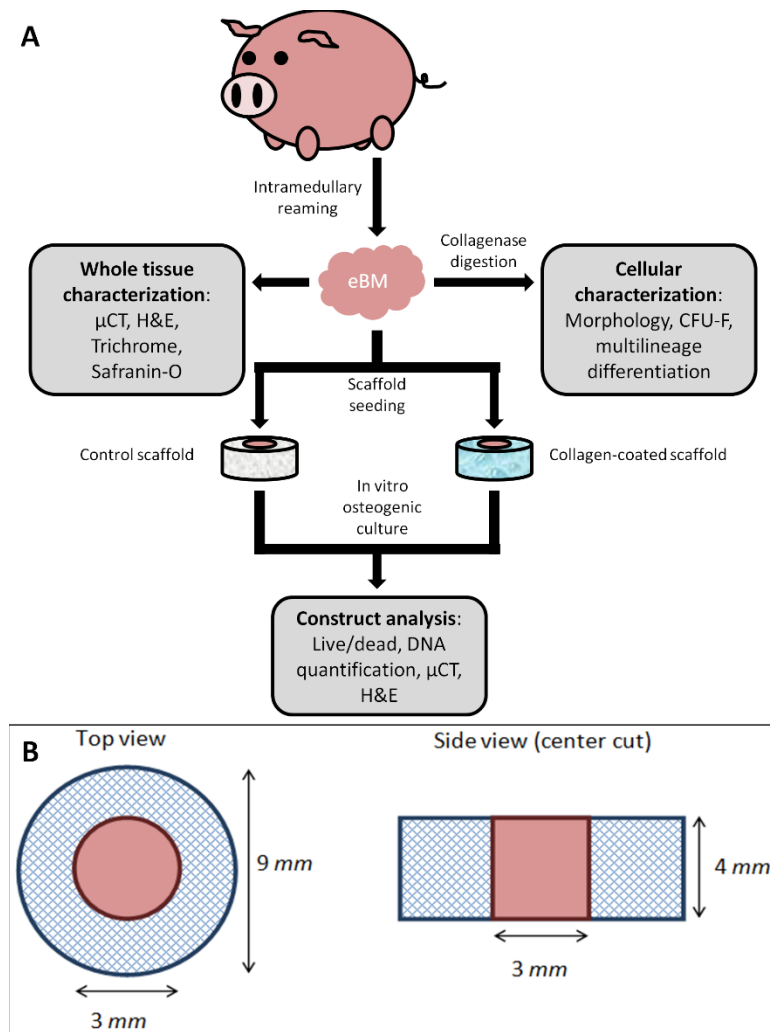 A
Intramedullary
reaming
eBM
Collagenase
digestion
Whole tissue
characterization:
µCT, H&E,
Trichrome,
Safranin-O
Cellular
characterization:
Morphology, CFU-F,
multilineage
differentiation
Scaffold
seeding
Control scaffold
Collagen-coated scaffold
In vitro
osteogenic
culture
Construct analysis:
Live/dead, DNA
quantification, µCT,
H&E
B
Top view
9 mm
3 mm
Side view (center cut)
4 mm
3 mm